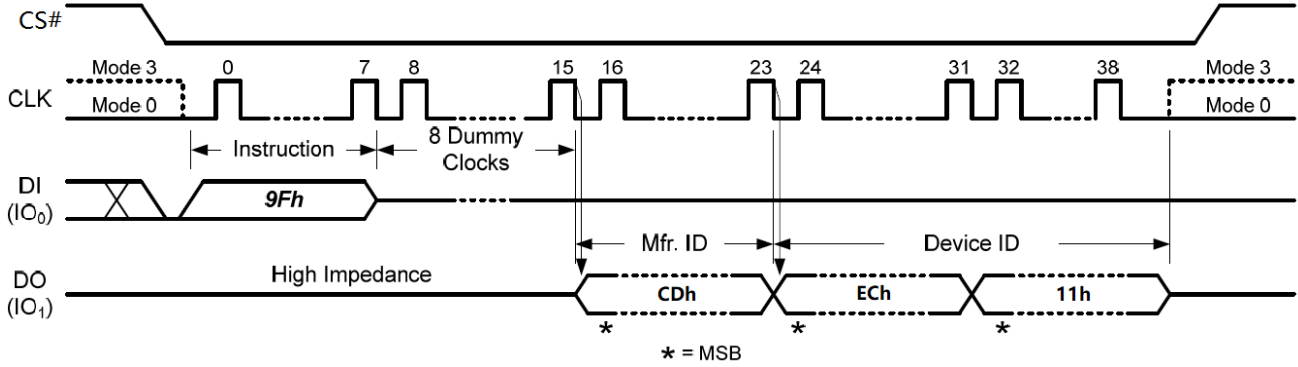 CS#
Mode 3 0 7 8 15 16 23 24 31 32 38 Mode 3
CLK Mode 0 Mode 0
Instruction 8 Dummy
Clocks
DI
(IO₀) 9Fh
Mfr. ID Device ID
DO High Impedance
(IO₁) CDh ECh 11h
* * *
* = MSB